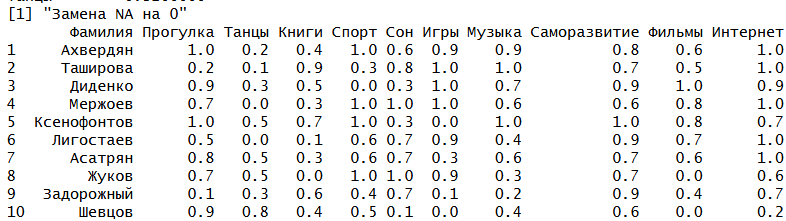 [1] "Замена NA на 0"
Фамилия Прогулка Танцы Книги Спорт Сон Игры Музыка Саморазвитие Фильмы Интернет
1 Ахвердян 1.0 0.2 0.4 1.0 0.6 0.9 0.9 0.8 0.6 1.0
2 Таширова 0.2 0.1 0.9 0.3 0.8 1.0 1.0 0.7 0.5 1.0
3 Диденко 0.9 0.3 0.5 0.0 0.3 1.0 0.7 0.9 1.0 0.9
4 Мержоев 0.7 0.0 0.3 1.0 1.0 1.0 0.6 0.6 0.8 1.0
5 Ксенофонтов 1.0 0.5 0.7 1.0 0.3 0.0 1.0 1.0 0.8 0.7
6 Лигостаев 0.5 0.0 0.1 0.6 0.7 0.9 0.4 0.9 0.7 1.0
7 Асатрян 0.8 0.5 0.3 0.6 0.7 0.3 0.6 0.7 0.6 1.0
8 Жуков 0.7 0.5 0.0 1.0 1.0 0.9 0.3 0.7 0.0 0.6
9 Задорожный 0.1 0.3 0.6 0.4 0.7 0.1 0.2 0.9 0.4 0.7
10 Шевцов 0.9 0.8 0.4 0.5 0.1 0.0 0.4 0.6 0.0 0.2